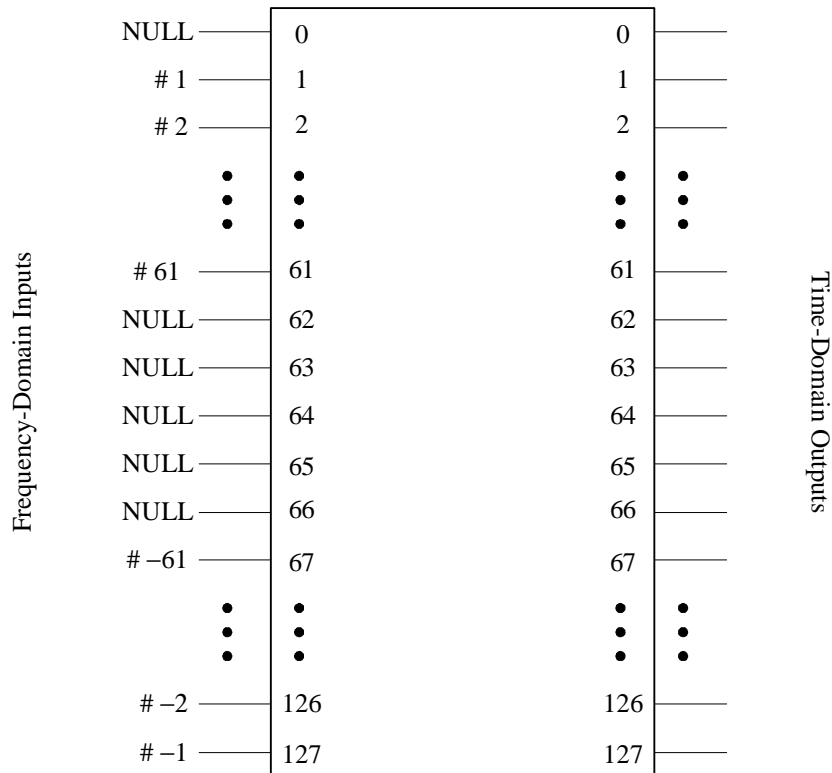 NULL 0 0
# 1 1 1
# 2 2 2
# 61 61 61
NULL 62 62
NULL 63 63
NULL 64 64
NULL 65 65
NULL 66 66
# −61 67 67
# −2 126 126
# −1 127 127
Frequency-Domain Inputs
Time-Domain Outputs